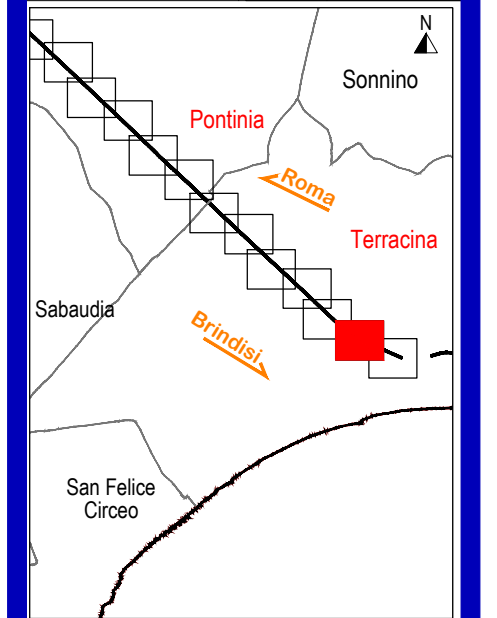 N
Sonnino
Pontinia
Roma
Terracina
Sabaudia
Brindisi
San Felice
Circeo